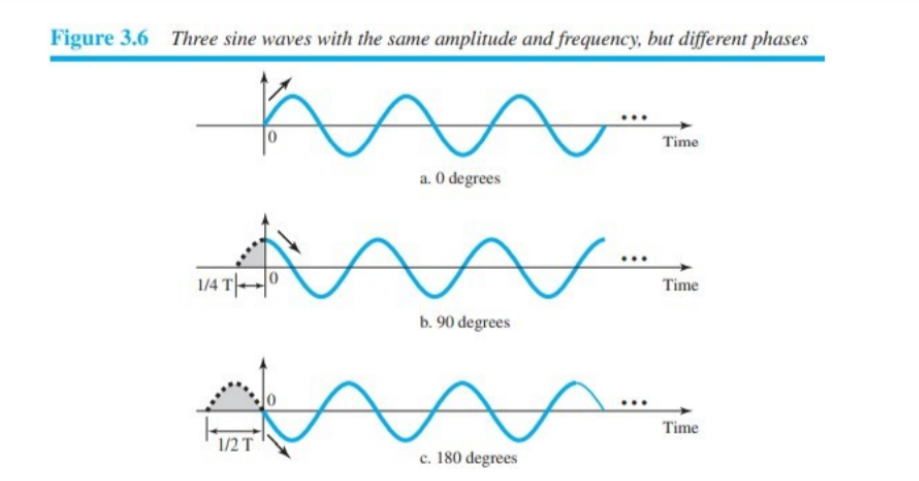 Figure 3.6 Three sine waves with the same amplitude and frequency, but different phases
0
Time
a. 0 degrees
1/4 T
0
Time
b. 90 degrees
0
Time
1/2 T
c. 180 degrees